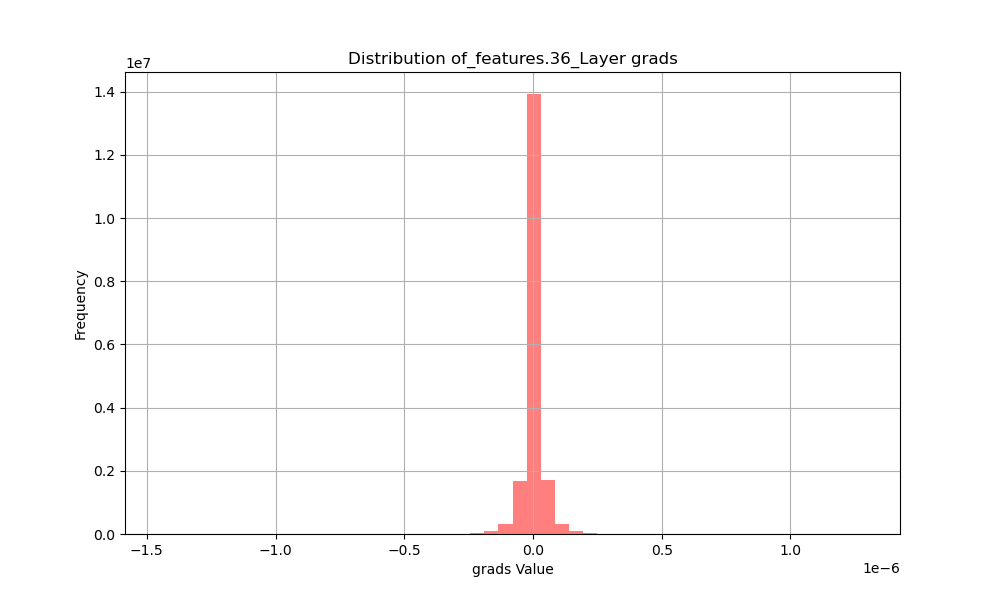 Distribution of_features.36_Layer grads
1e7
1.4
1.2
1.0
0.8
0.6
0.4
0.2
0.0
Frequency
−1.5 −1.0 −0.5 0.0 0.5 1.0
1e−6
grads Value